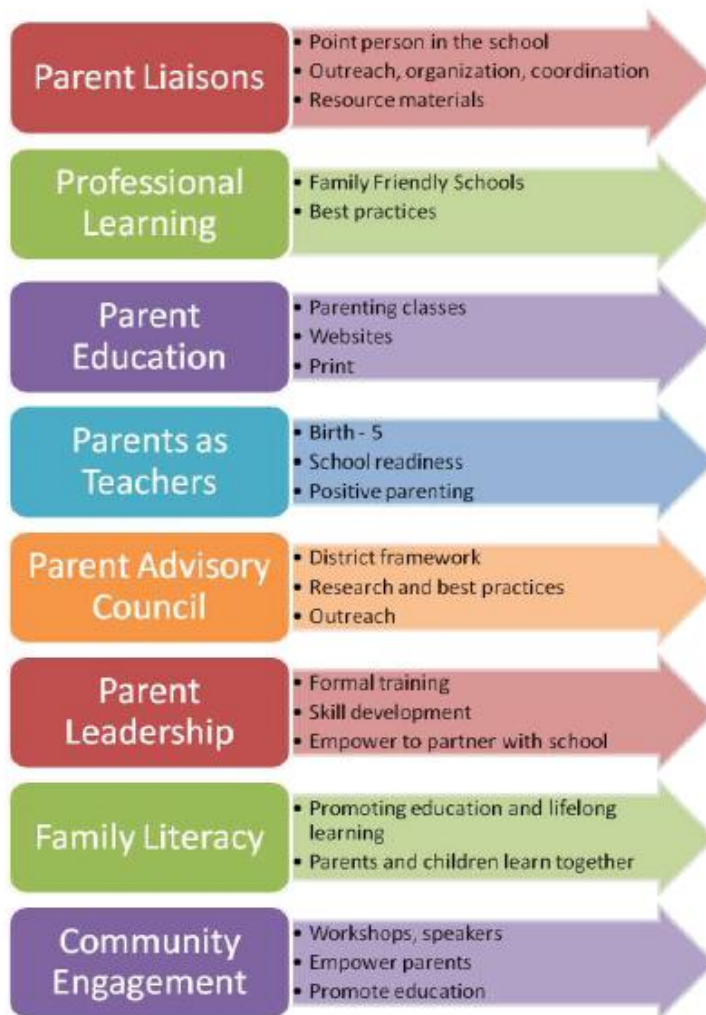 Parent Liaisons
• Point person in the school
• Outreach, organization, coordination
• Resource materials
Professional
Learning
• Family Friendly Schools
• Best practices
Parent
Education
• Parenting classes
• Websites
• Print
Parents as
Teachers
• Birth - 5
• School readiness
• Positive parenting
Parent Advisory
Council
• District framework
• Research and best practices
• Outreach
Parent
Leadership
• Formal training
• Skill development
• Empower to partner with school
Family Literacy
• Promoting education and lifelong
learning
• Parents and children learn together
Community
Engagement
• Workshops, speakers
• Empower parents
• Promote education